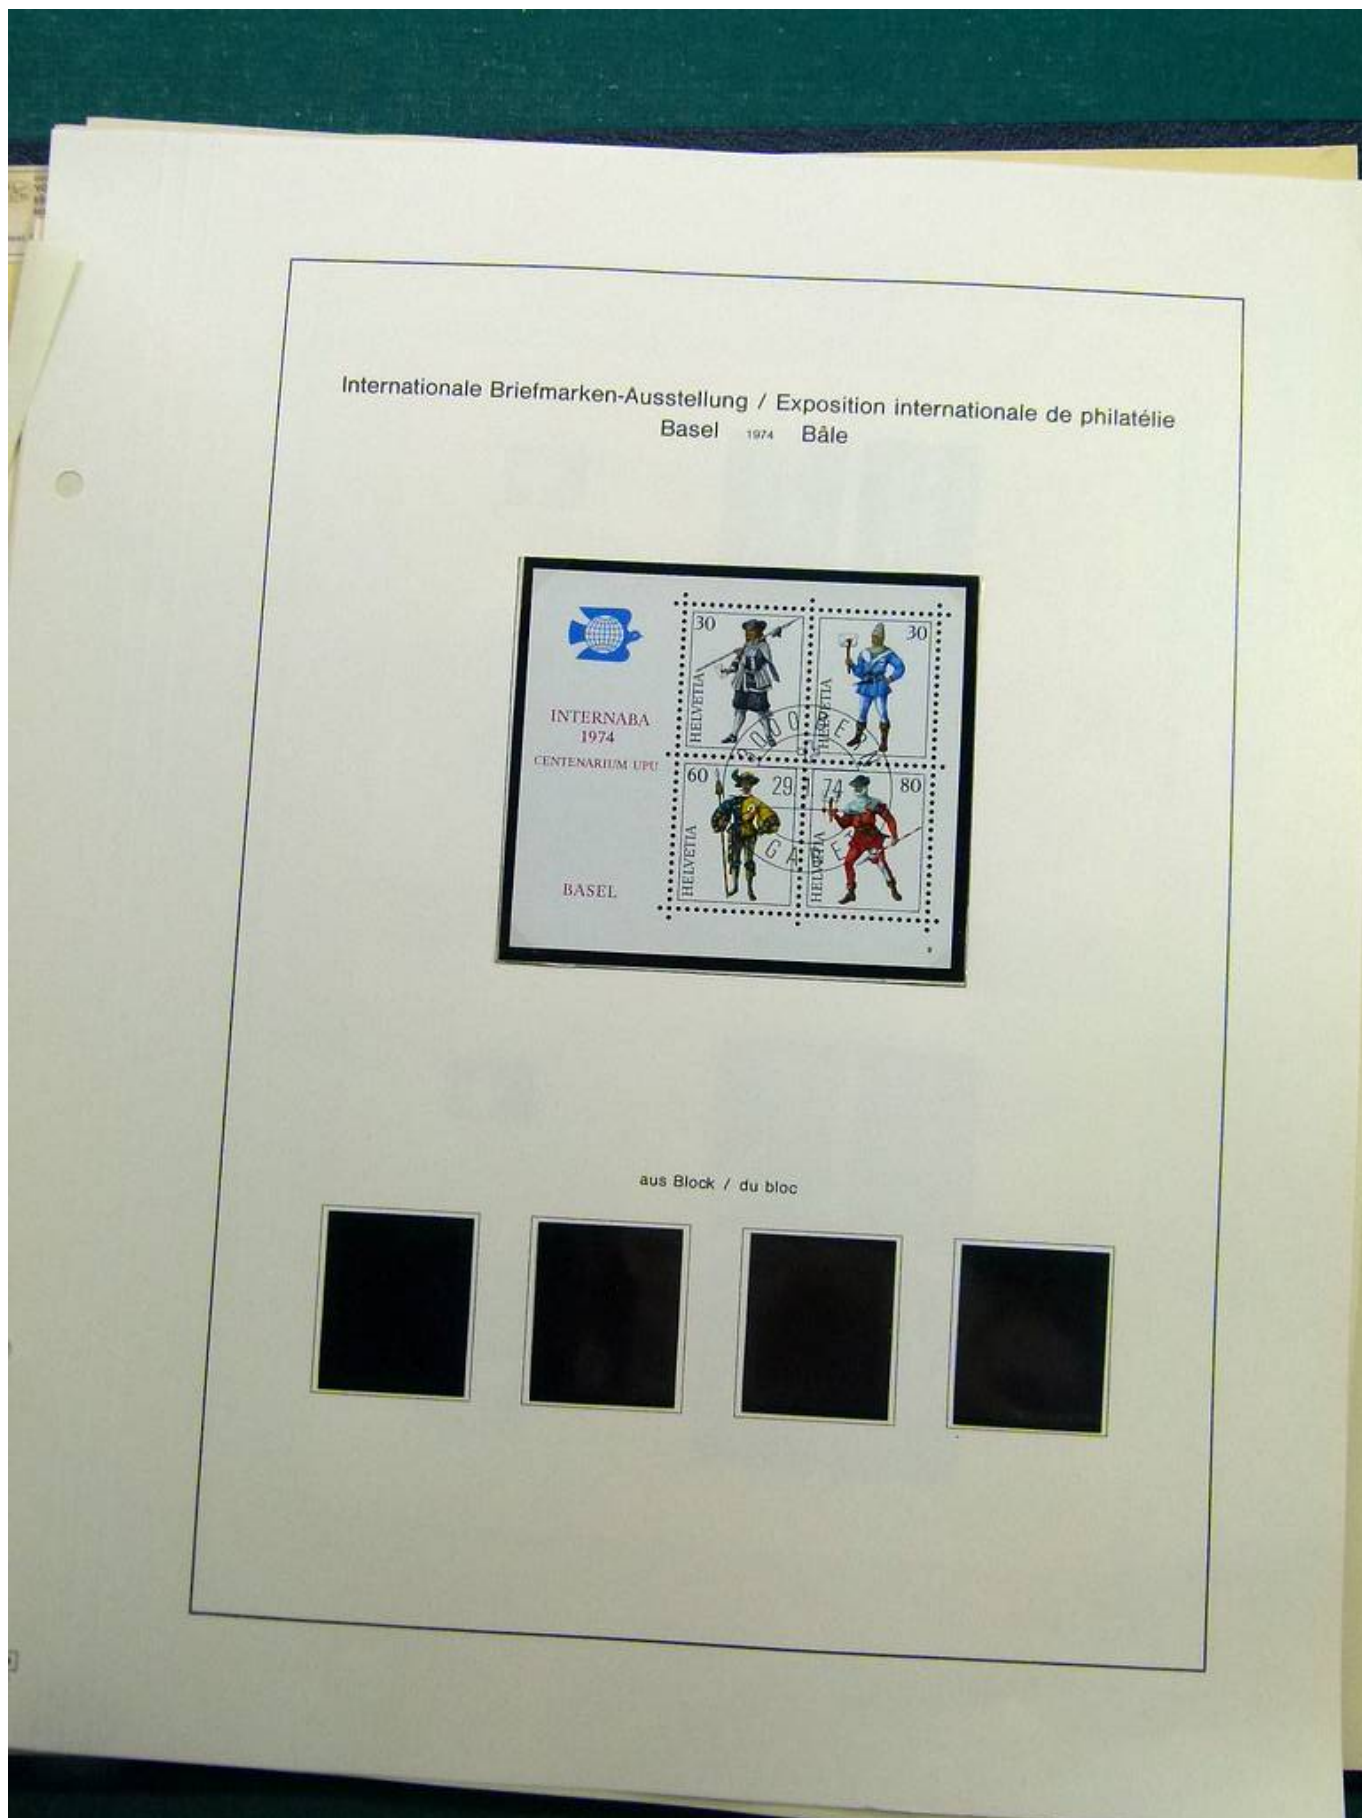 Internationale Briefmarken-Ausstellung / Exposition internationale de philatélie
Basel 1974 Bâle
INTERNABA
1974
CENTENARIUM UPU
BASEL
30
HELVETIA
30
HELVETIA
60
HELVETIA
80
HELVETIA
aus Block / du bloc